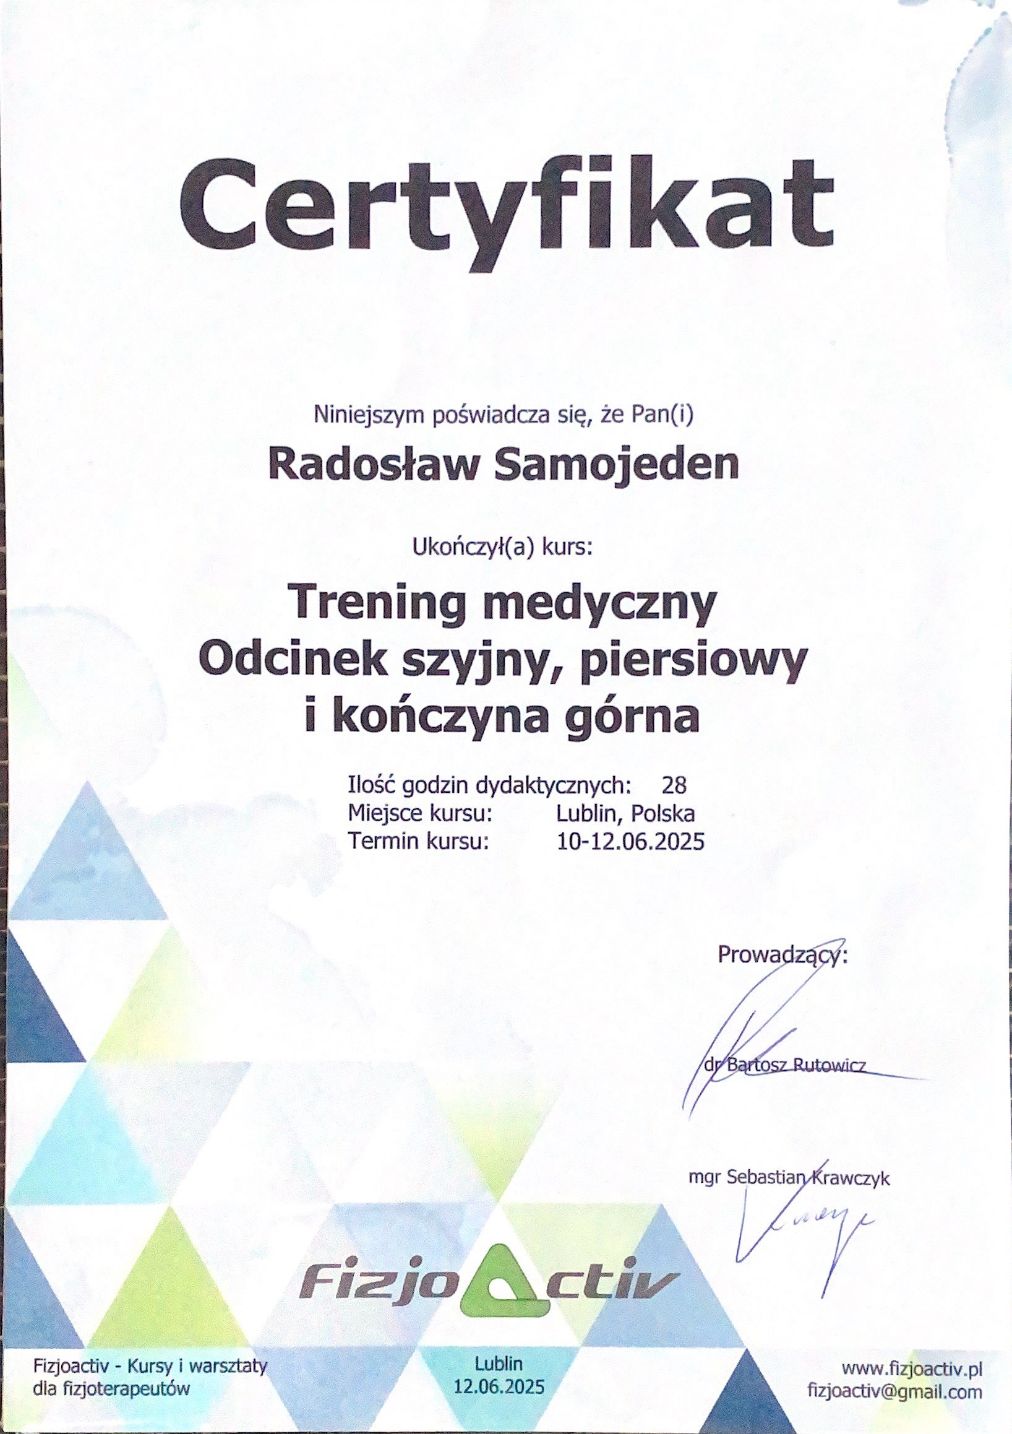 Certyfikat
Niniejszym poświadcza się, że Pan(i)
Radosław Samojeden
Ukończył(a) kurs:
Trening medyczny
Odcinek szyjny, piersiowy
i kończyna górna
Ilość godzin dydaktycznych: 28
Miejsce kursu: Lublin, Polska
Termin kursu: 10-12.06.2025
Prowadzący:
dr Bartosz Rutowicz
mgr Sebastian Krawczyk
FizjoActiv
Fizjoactiv - Kursy i warsztaty
dla fizjoterapeutów
Lublin
12.06.2025
www.fizjoactiv.pl
fizjoactiv@gmail.com